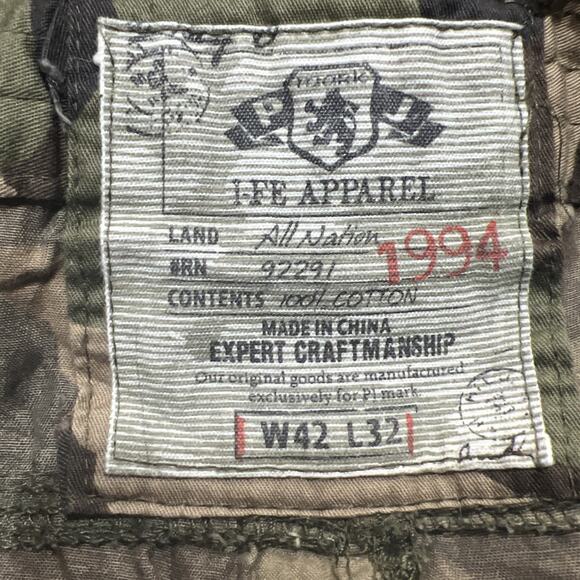 I-FE APPAREL
LAND All Nation
#RN 92291
1994
CONTENTS 100% COTTON
MADE IN CHINA
EXPERT CRAFTMANSHIP
Our original goods are manufactured
exclusively for PI mark.
W42 L32